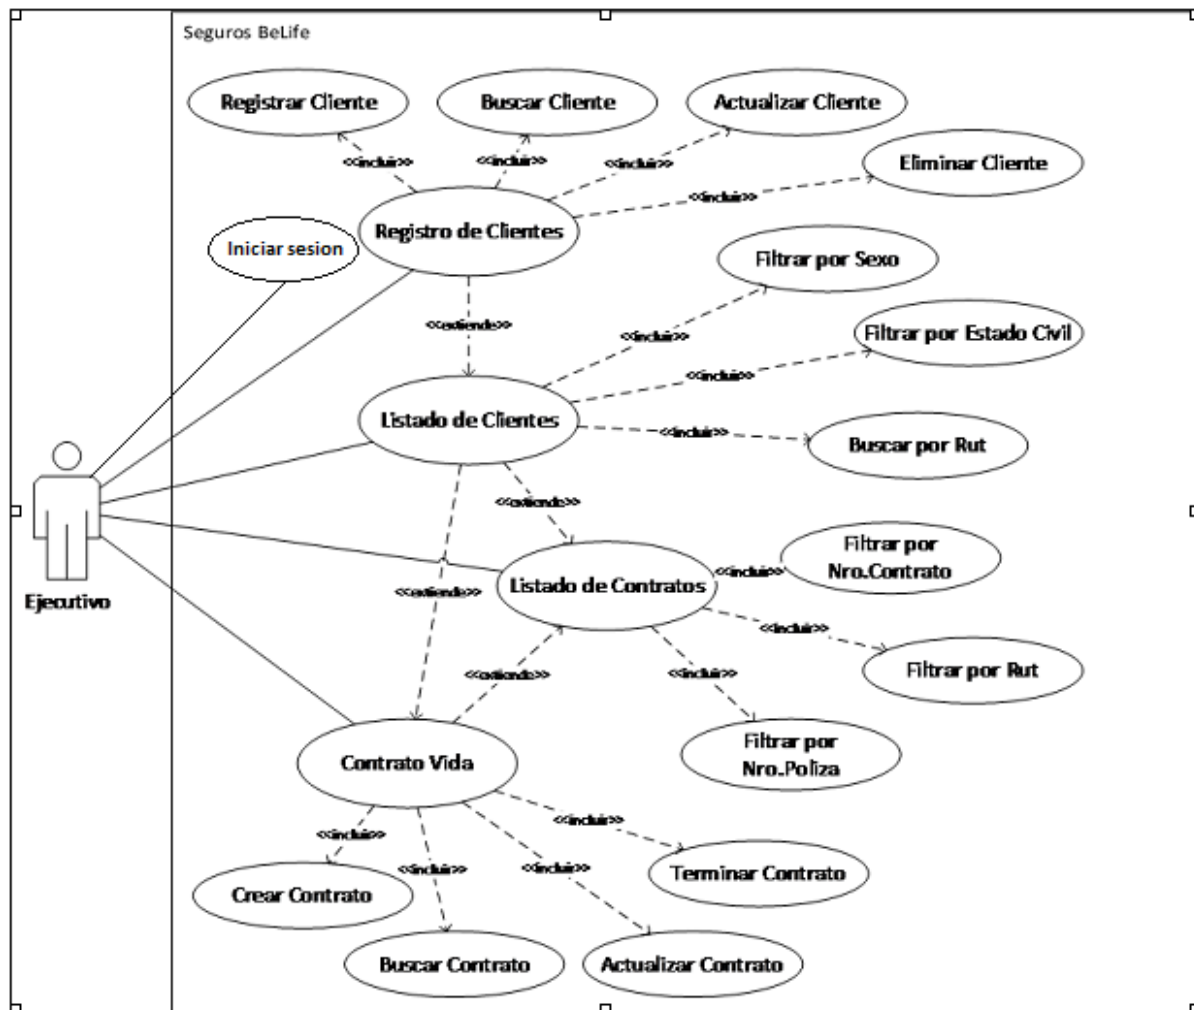 Seguros BeLife
Registrar Cliente
Buscar Cliente
Actualizar Cliente
Eliminar Cliente
<<incluir>>
<<incluir>>
<<incluir>>
<<incluir>>
Registro de Clientes
Iniciar sesion
Filtrar por Sexo
<<extiende>>
<<incluir>>
Filtrar por Estado Civil
<<incluir>>
Listado de Clientes
<<incluir>>
Buscar por Rut
<<extiende>>
Filtrar por
Nro.Contrato
<<incluir>>
Listado de Contratos
<<extiende>>
Ejecutivo
<<incluir>>
Filtrar por Rut
<<extiende>>
<<incluir>>
Filtrar por
Nro.Poliza
Contrato Vida
<<incluir>>
<<incluir>>
<<incluir>>
<<incluir>>
Terminar Contrato
Crear Contrato
Buscar Contrato
Actualizar Contrato